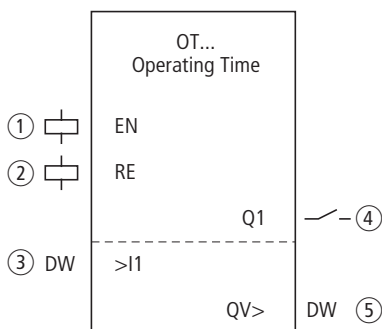 OT...
Operating Time
① EN
② RE
Q1 ④
③ DW >I1
QV> DW ⑤